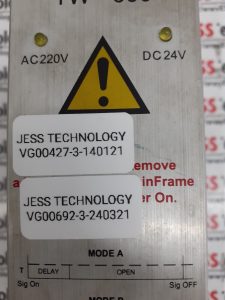 AC220V DC24V
JESS TECHNOLOGY
VG00427-3-140121
emove
JESS TECHNOLOGY
VG00692-3-240321
inFrame
er On.
MODE A
T DELAY OPEN
Sig On Sig OFF